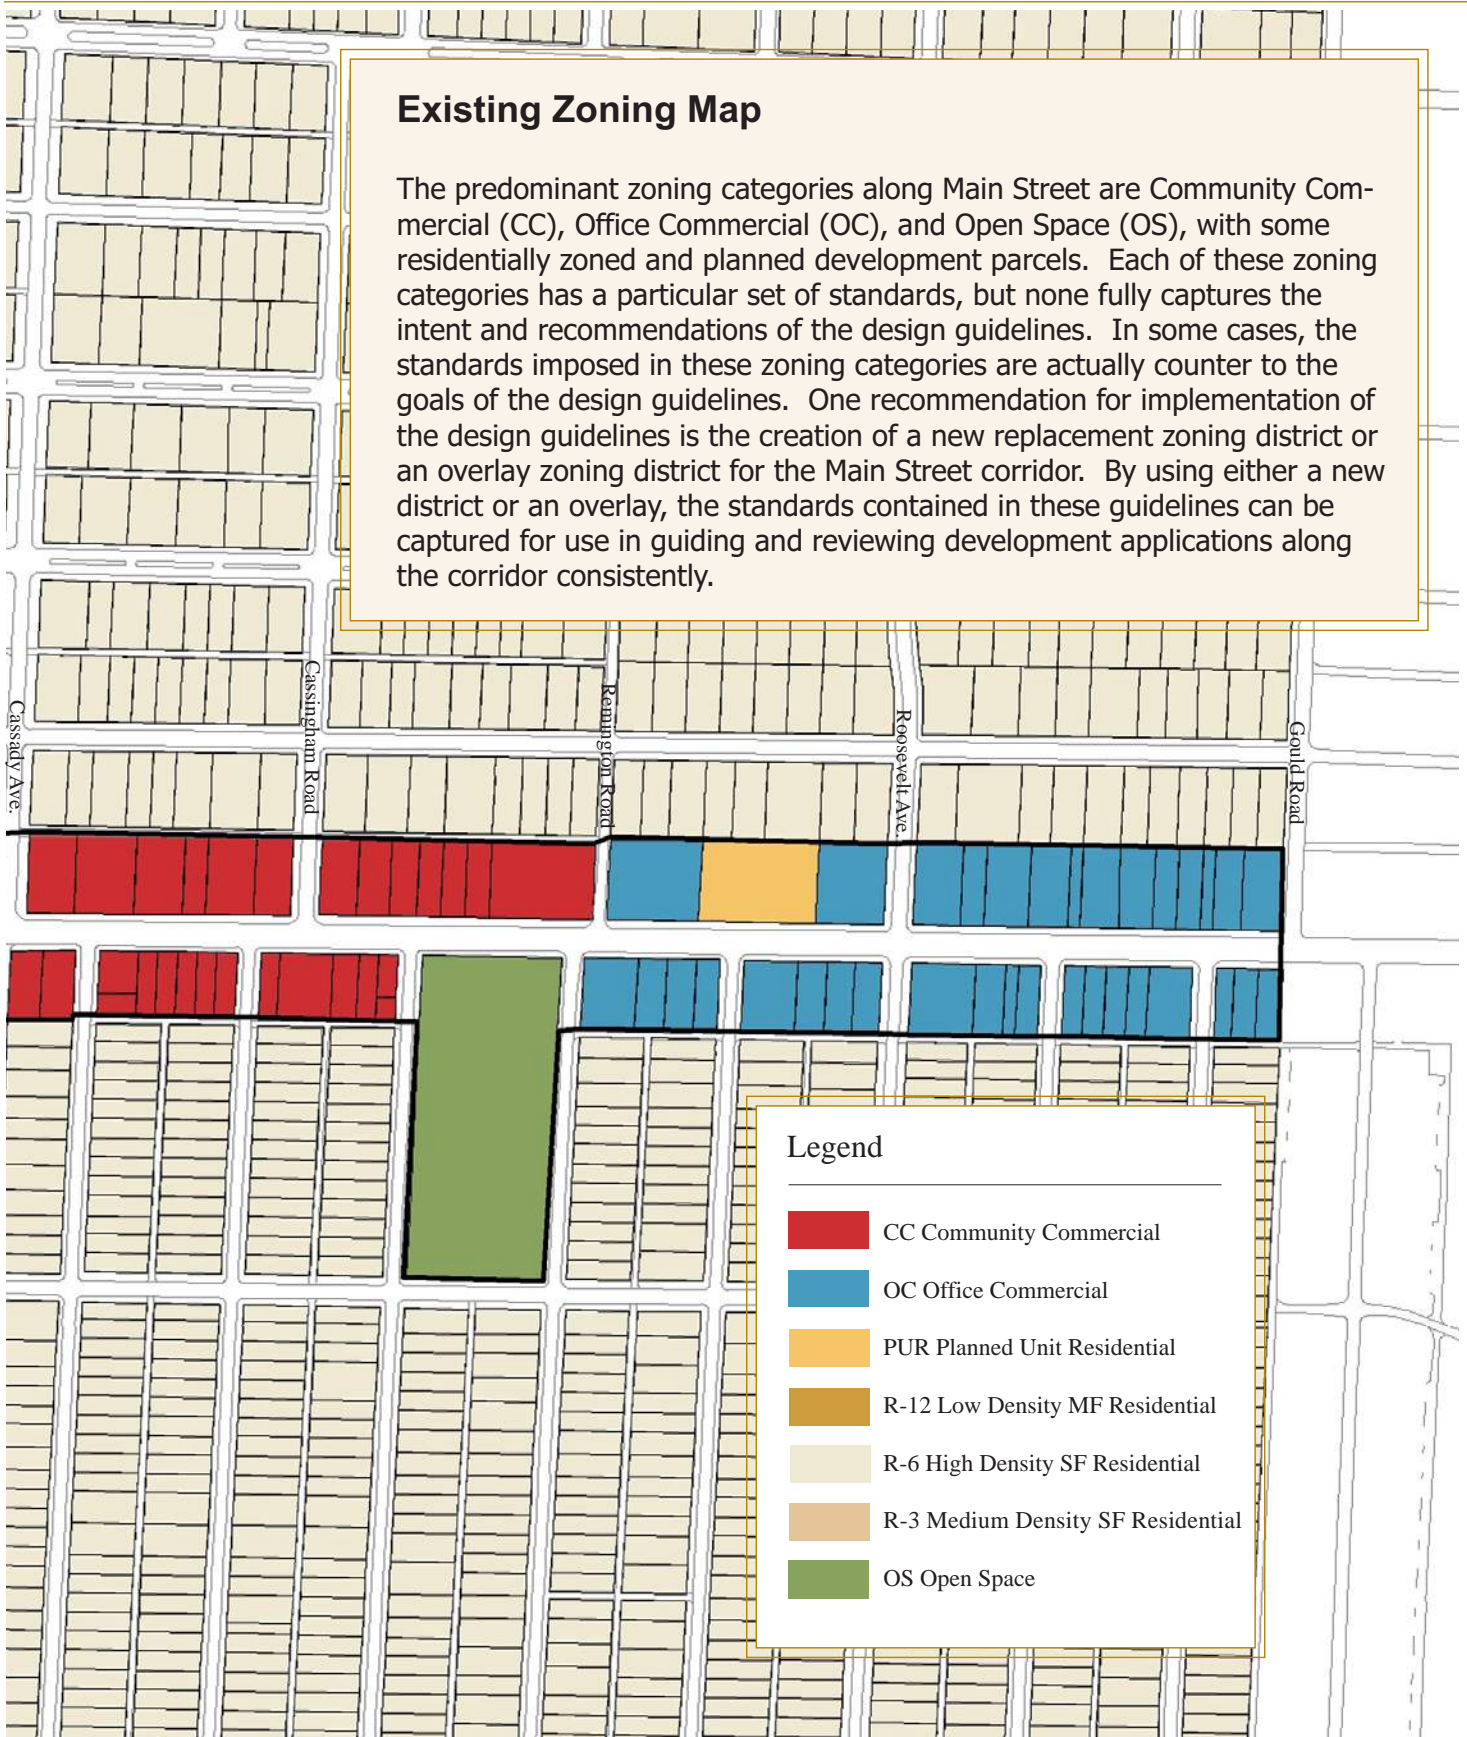 Existing Zoning Map
The predominant zoning categories along Main Street are Community Com-
mercial (CC), Office Commercial (OC), and Open Space (OS), with some
residentially zoned and planned development parcels. Each of these zoning
categories has a particular set of standards, but none fully captures the
intent and recommendations of the design guidelines. In some cases, the
standards imposed in these zoning categories are actually counter to the
goals of the design guidelines. One recommendation for implementation of
the design guidelines is the creation of a new replacement zoning district or
an overlay zoning district for the Main Street corridor. By using either a new
district or an overlay, the standards contained in these guidelines can be
captured for use in guiding and reviewing development applications along
the corridor consistently.
Cassady Ave.
Cassingham Road
Remington Road
Roosevelt Ave.
Gould Road
Legend
CC Community Commercial
OC Office Commercial
PUR Planned Unit Residential
R-12 Low Density MF Residential
R-6 High Density SF Residential
R-3 Medium Density SF Residential
OS Open Space